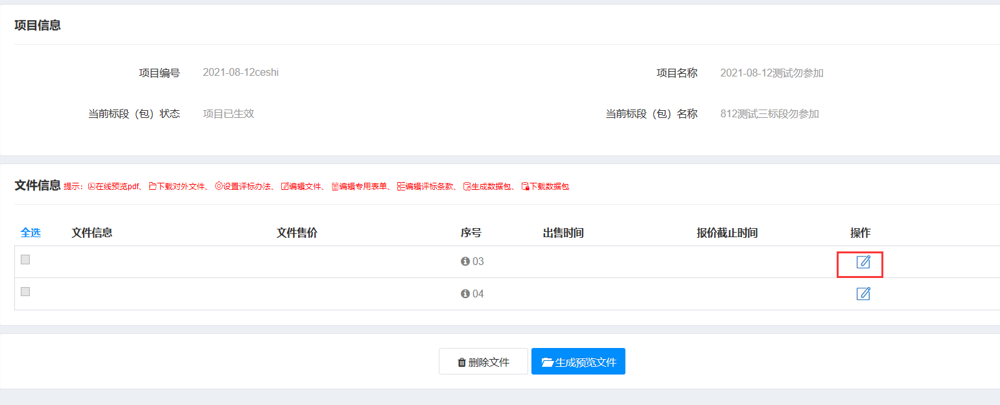 项目信息
项目编号 2021-08-12ceshi 项目名称 2021-08-12测试勿参加
当前标段（包）状态 项目已生效 当前标段（包）名称 812测试三标段勿参加
文件信息 提示：在线预览pdf、下载对外文件、设置评标办法、编辑文件、编辑专用表单、编辑评标条款、生成数据包、下载数据包
全选 文件信息 文件售价 序号 出售时间 报价截止时间 操作
03
04
删除文件 生成预览文件